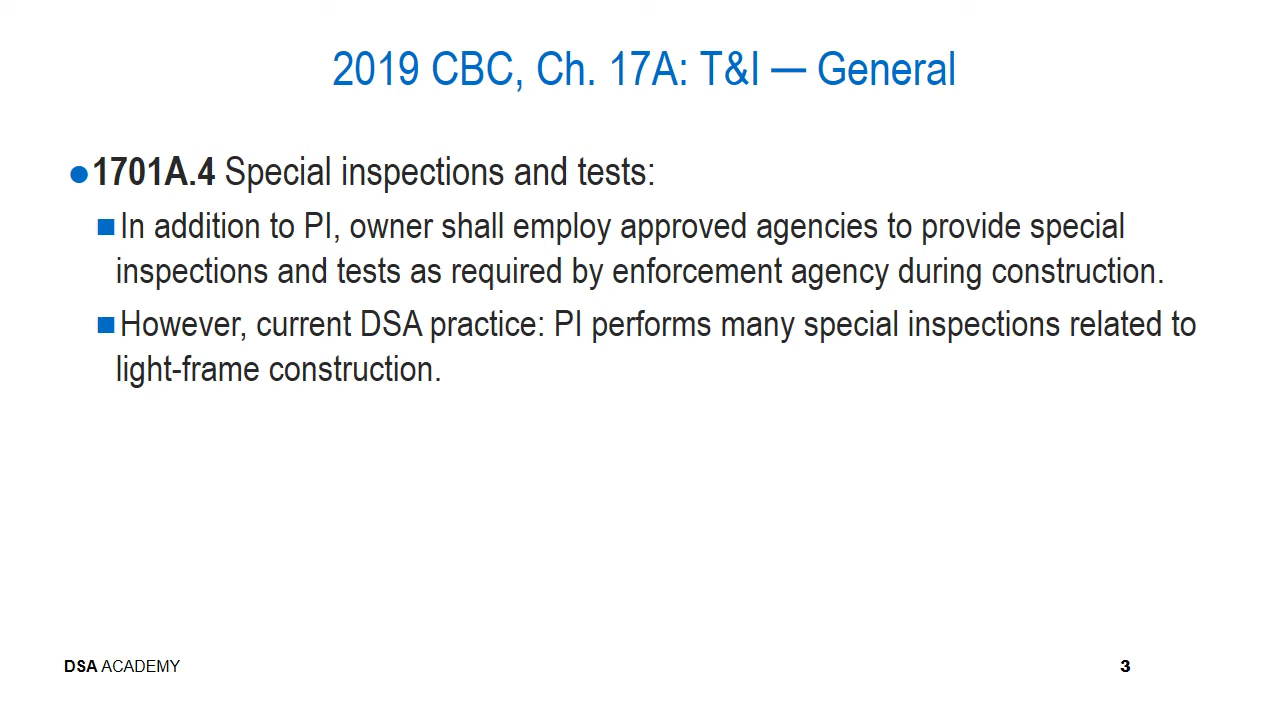 2019 CBC, Ch. 17A: T&I — General
●1701A.4 Special inspections and tests:
■In addition to PI, owner shall employ approved agencies to provide special
inspections and tests as required by enforcement agency during construction.
■However, current DSA practice: PI performs many special inspections related to
light-frame construction.
DSA ACADEMY
3